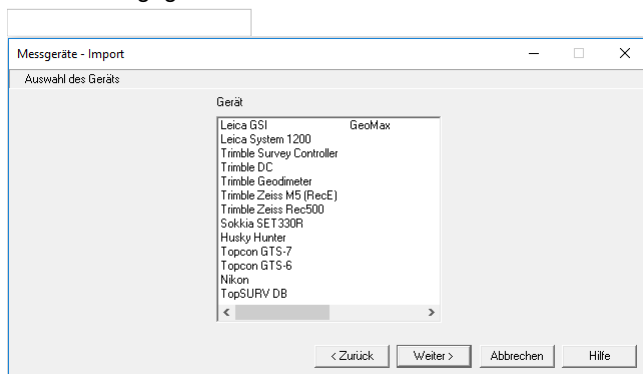 Messgeräte - Import
Auswahl des Geräts
Gerät
Leica GSI GeoMax
Leica System 1200
Trimble Survey Controller
Trimble DC
Trimble Geodimeter
Trimble Zeiss M5 (RecE)
Trimble Zeiss Rec500
Sokkia SET330R
Husky Hunter
Topcon GTS-7
Topcon GTS-6
Nikon
TopSURV DB
< Zurück Weiter > Abbrechen Hilfe